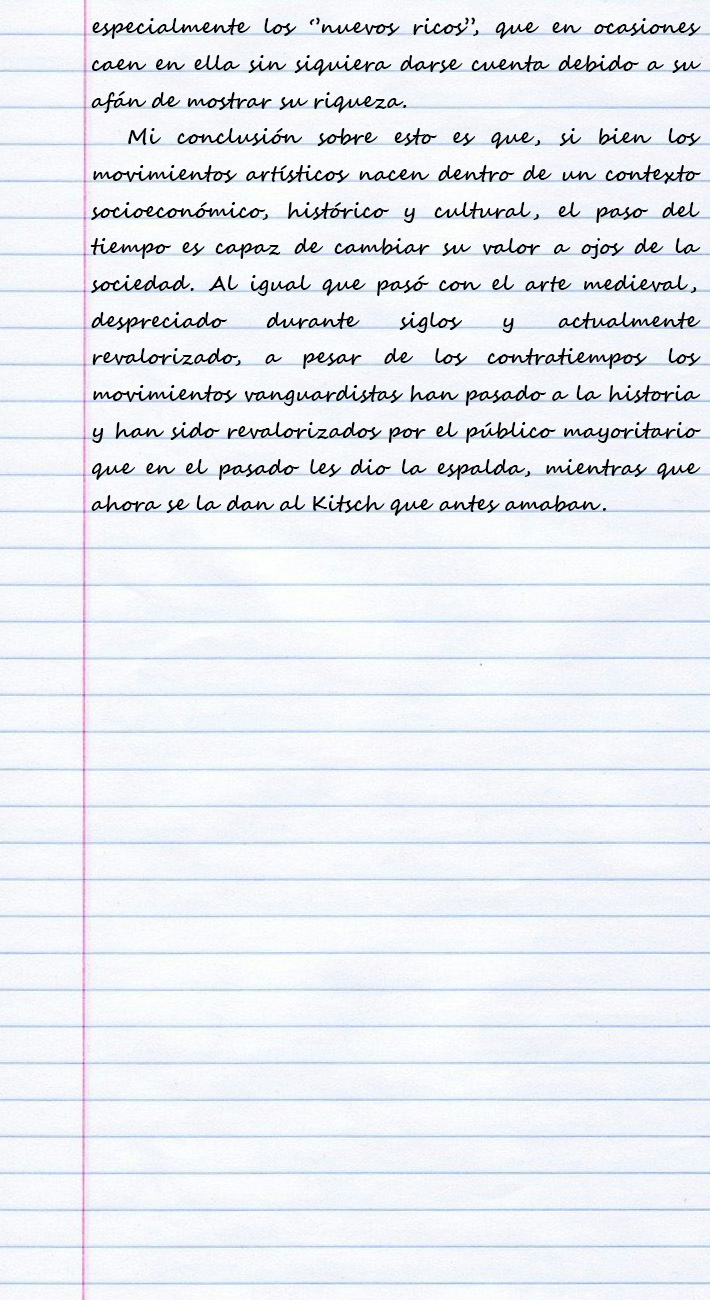 especialmente los “nuevos ricos”, que en ocasiones
caen en ella sin siquiera darse cuenta debido a su
afán de mostrar su riqueza.
Mi conclusión sobre esto es que, si bien los
movimientos artísticos nacen dentro de un contexto
socioeconómico, histórico y cultural, el paso del
tiempo es capaz de cambiar su valor a ojos de la
sociedad. Al igual que pasó con el arte medieval,
despreciado durante siglos y actualmente
revalorizado, a pesar de los contratiempos los
movimientos vanguardistas han pasado a la historia
y han sido revalorizados por el público mayoritario
que en el pasado les dio la espalda, mientras que
ahora se la dan al Kitsch que antes amaban.